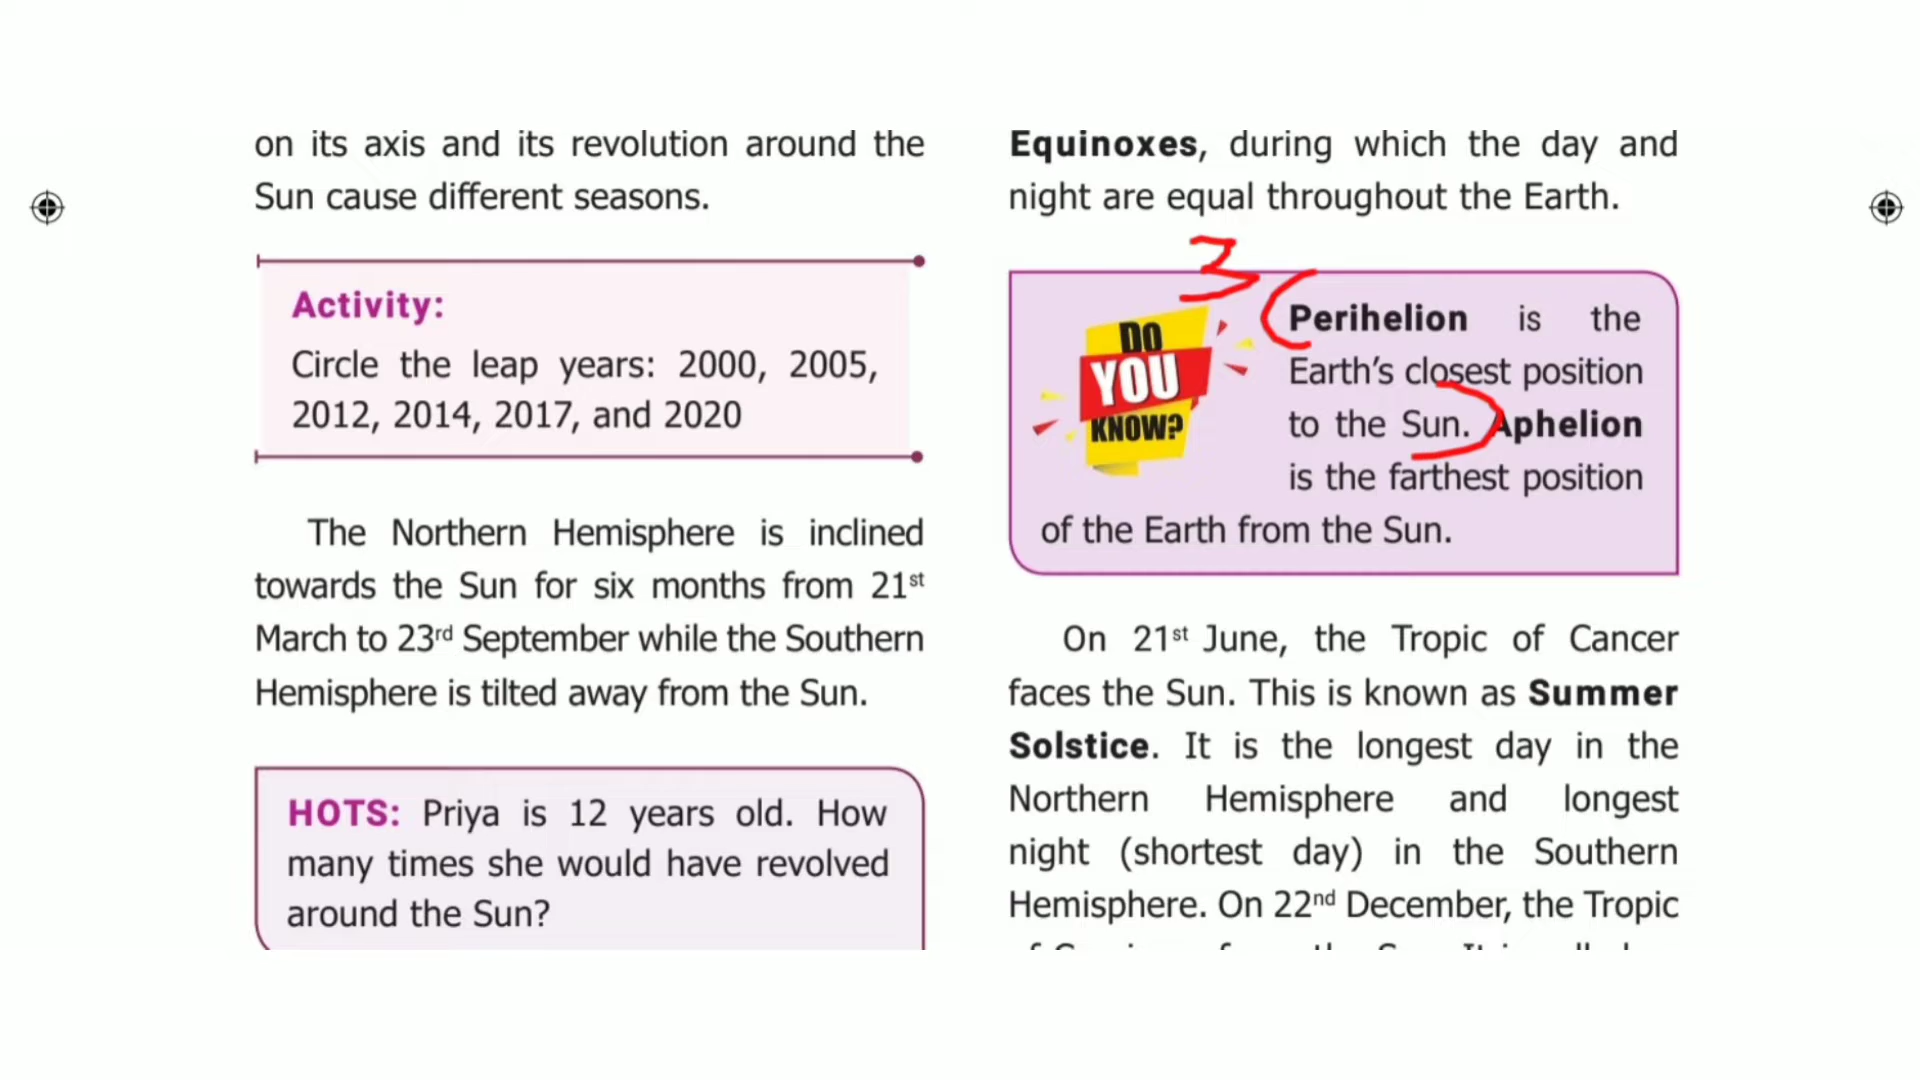 on its axis and its revolution around the
Sun cause different seasons.
Activity:
Circle the leap years: 2000, 2005,
2012, 2014, 2017, and 2020
The Northern Hemisphere is inclined
towards the Sun for six months from 21st
March to 23rd September while the Southern
Hemisphere is tilted away from the Sun.
HOTS: Priya is 12 years old. How
many times she would have revolved
around the Sun?
Equinoxes, during which the day and
night are equal throughout the Earth.
3
DO
YOU
KNOW?
Perihelion is the
Earth's closest position
to the Sun. Aphelion
is the farthest position
of the Earth from the Sun.
On 21st June, the Tropic of Cancer
faces the Sun. This is known as Summer
Solstice. It is the longest day in the
Northern Hemisphere and longest
night (shortest day) in the Southern
Hemisphere. On 22nd December, the Tropic